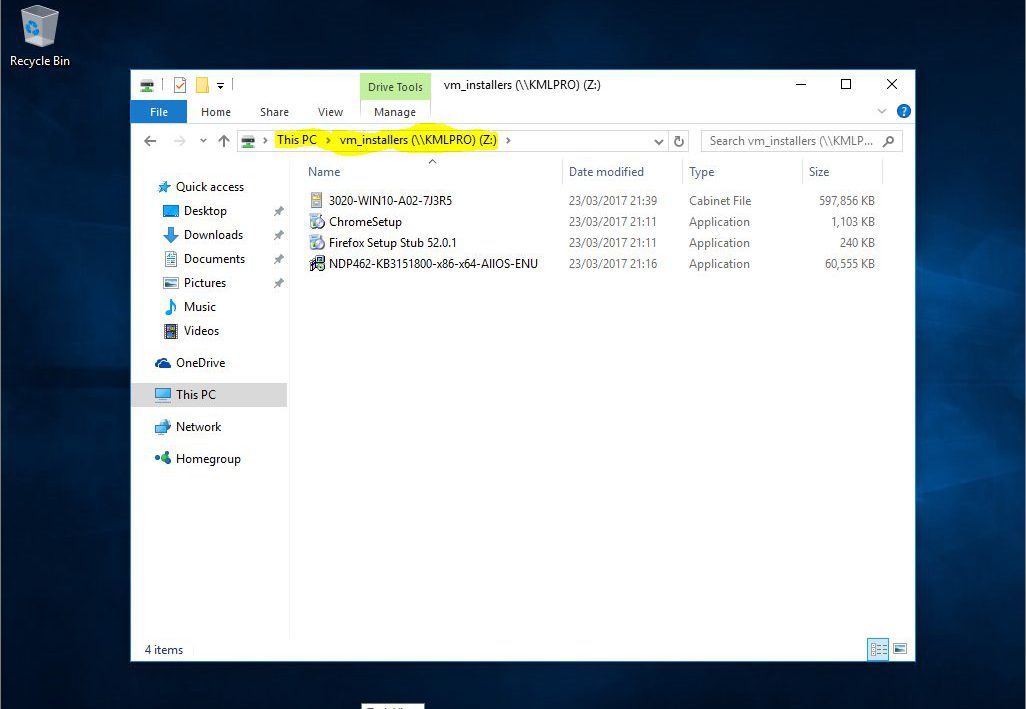 Recycle Bin
Drive Tools
vm_installers (\\KMLPRO) (Z:)
File Home Share View Manage
This PC vm_installers (\\KMLPRO) (Z:)
Search vm_installers (\\KMLP...
Name Date modified Type Size
Quick access
Desktop
Downloads
Documents
Pictures
Music
Videos
OneDrive
This PC
Network
Homegroup
3020-WIN10-A02-7J3R5 23/03/2017 21:39 Cabinet File 597,856 KB
ChromeSetup 23/03/2017 21:11 Application 1,103 KB
Firefox Setup Stub 52.0.1 23/03/2017 21:11 Application 240 KB
NDP462-KB3151800-x86-x64-AllOS-ENU 23/03/2017 21:16 Application 60,555 KB
4 items